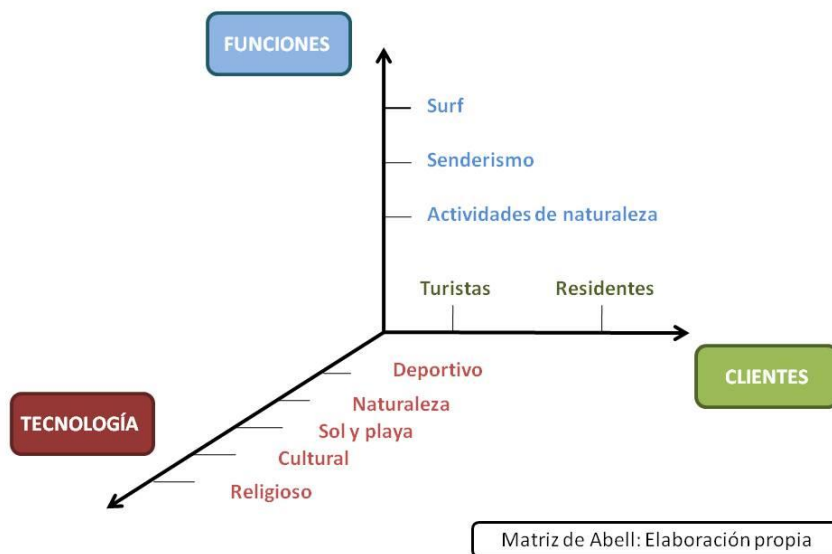 FUNCIONES
Surf
Senderismo
Actividades de naturaleza
Turistas
Residentes
CLIENTES
Deportivo
Naturaleza
TECNOLOGÍA
Sol y playa
Cultural
Religioso
Matriz de Abell: Elaboración propia